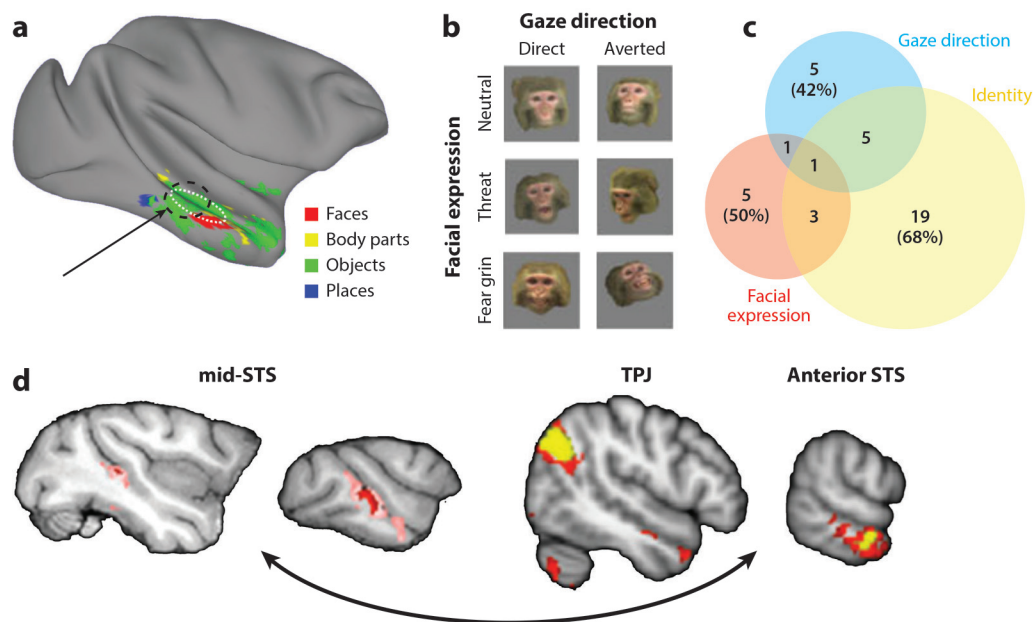 a
Faces
Body parts
Objects
Places
b
Gaze direction
Direct
Averted
Facial expression
Neutral
Threat
Fear grin
c
Gaze direction
Identity
Facial
expression
5
(42%)
5
1
1
5
(50%)
3
19
(68%)
d
mid-STS
TPJ
Anterior STS